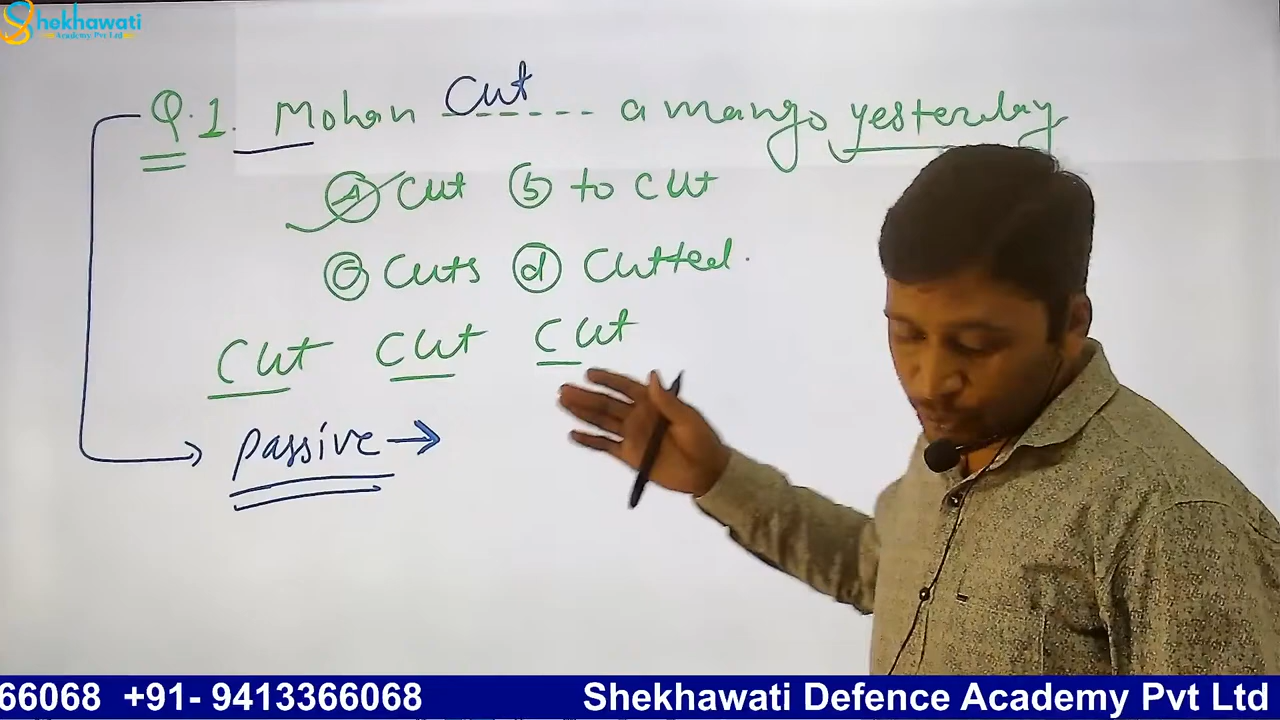 Shekhawati
Academy Pvt Ltd
Q.1. Mohan Cut a mango yesterday
(A) Cut (b) to cut
(C) Cuts (d) Cutted.
Cut Cut Cut
passive →
66068 +91- 9413366068 Shekhawati Defence Academy Pvt Ltd